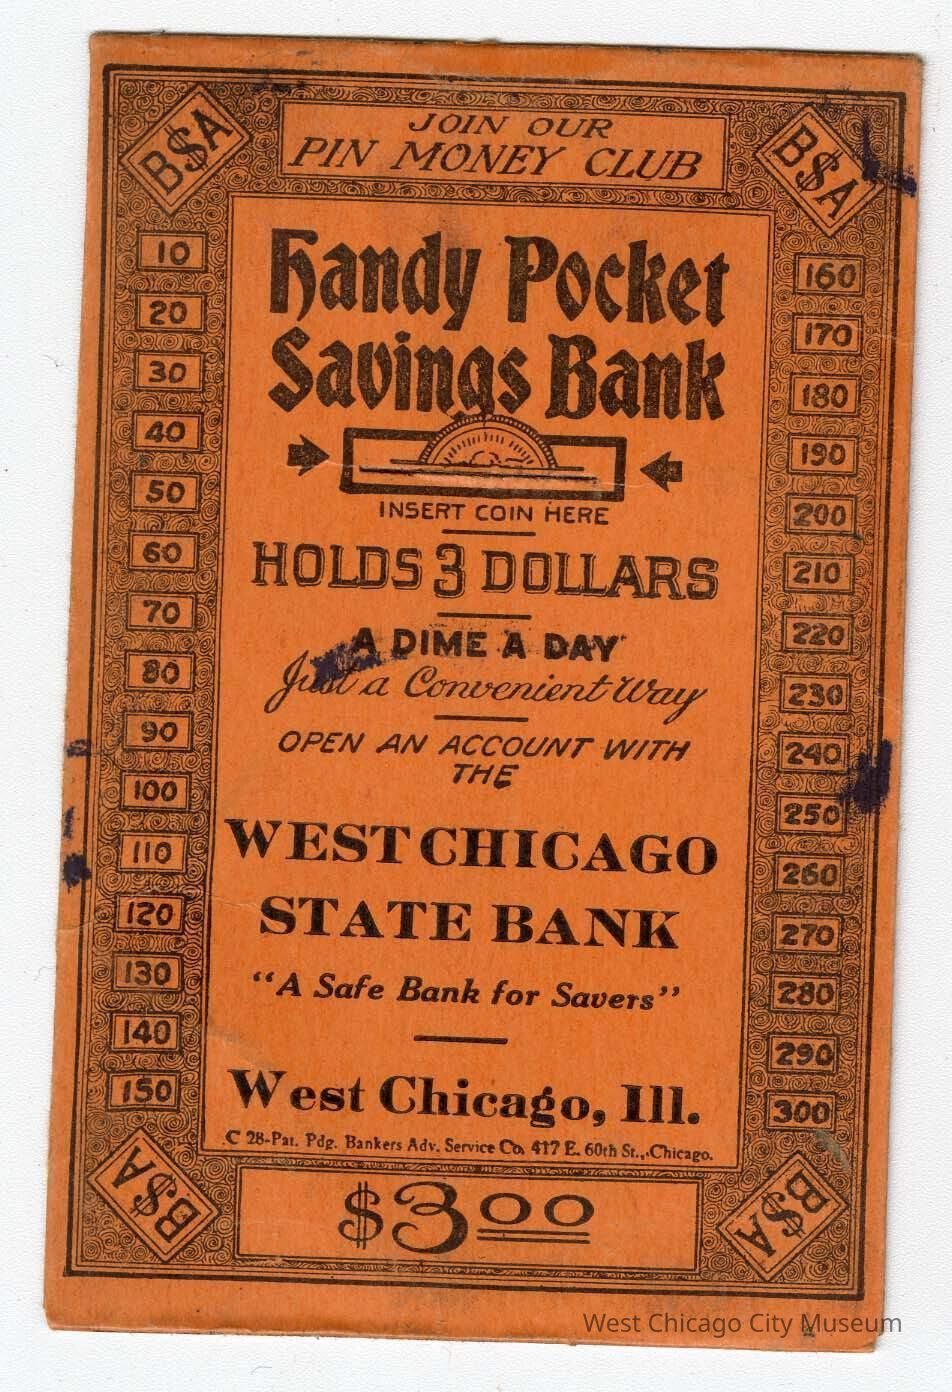 JOIN OUR
PIN MONEY CLUB
B$A
B$A
Handy Pocket
Savings Bank
INSERT COIN HERE
HOLDS 3 DOLLARS
A DIME A DAY
Just a Convenient Way
OPEN AN ACCOUNT WITH
THE
WEST CHICAGO
STATE BANK
"A Safe Bank for Savers"
West Chicago, Ill.
C 28-Pat. Pdg. Bankers Adv. Service Co. 417 E. 60th St., Chicago.
$300
B$A
B$A
10
20
30
40
50
60
70
80
90
100
110
120
130
140
150
160
170
180
190
200
210
220
230
240
250
260
270
280
290
300
West Chicago City Museum